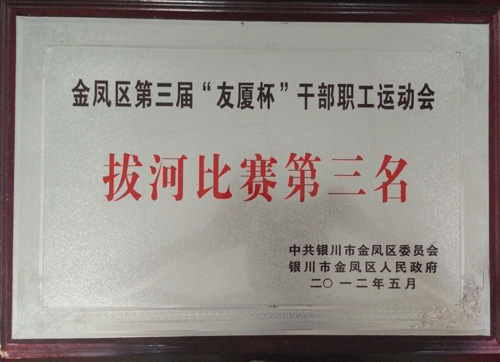 金凤区第三届“友厦杯”干部职工运动会
拔河比赛第三名
中共银川市金凤区委员会
银川市金凤区人民政府
二〇一二年五月